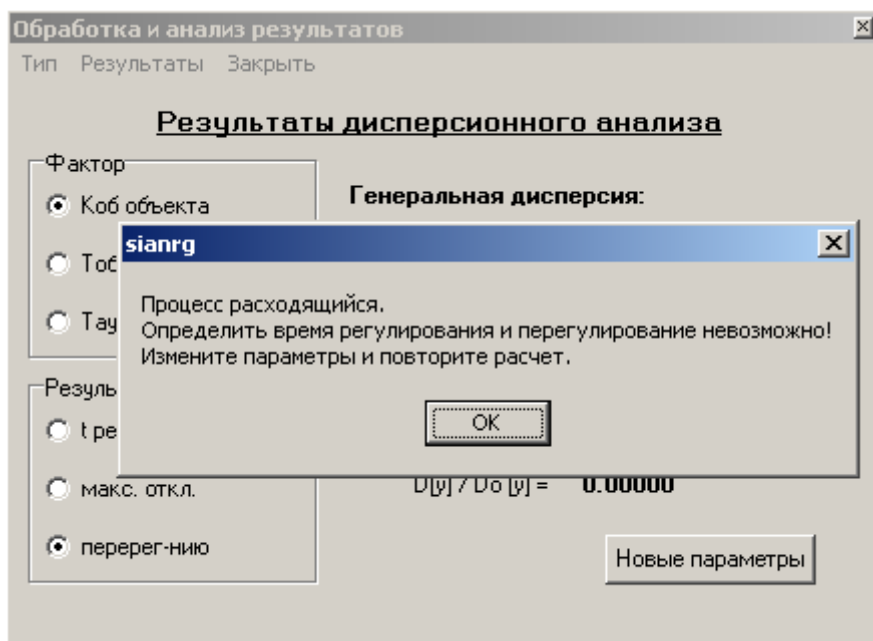 Обработка и анализ результатов
Тип Результаты Закрыть
Результаты дисперсионного анализа
Фактор
Коб объекта
Генеральная дисперсия:
sianrg
Процесс расходящийся.
Определить время регулирования и перегулирование невозможно!
Измените параметры и повторите расчет.
OK
макс. откл.
D[y] / Do [y] = 0.00000
перерег-нию
Новые параметры